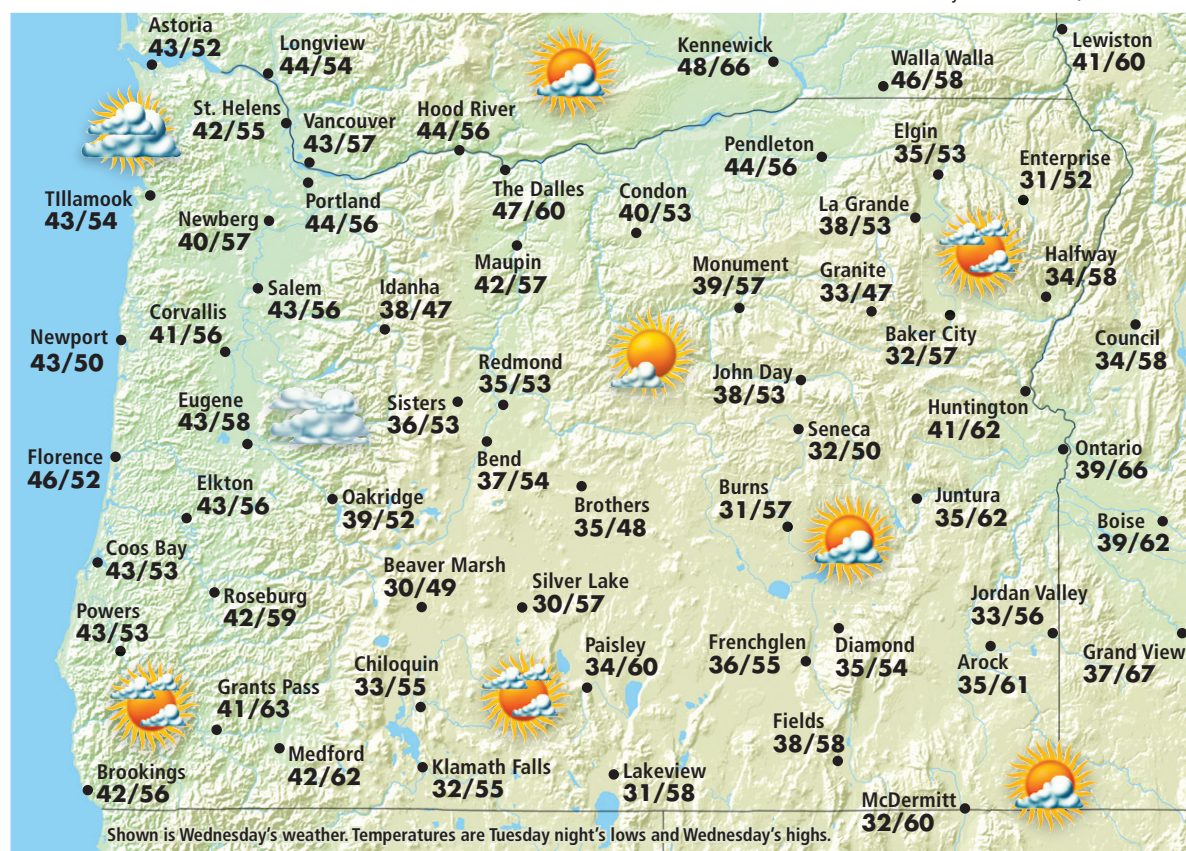 Astoria
43/52
Longview
44/54
Kennewick
48/66
Walla Walla
46/58
Lewiston
41/60
St. Helens
42/55
Vancouver
43/57
Hood River
44/56
Pendleton
44/56
Elgin
35/53
Enterprise
31/52
TIllamook
43/54
Newberg
40/57
Portland
44/56
The Dalles
47/60
Condon
40/53
La Grande
38/53
Maupin
42/57
Monument
39/57
Granite
33/47
Halfway
34/58
Salem
43/56
Idanha
38/47
Corvallis
41/56
Newport
43/50
Baker City
32/57
Council
34/58
Redmond
35/53
John Day
38/53
Eugene
43/58
Sisters
36/53
Huntington
41/62
Seneca
32/50
Florence
46/52
Bend
37/54
Ontario
39/66
Elkton
43/56
Oakridge
39/52
Brothers
35/48
Burns
31/57
Juntura
35/62
Boise
39/62
Coos Bay
43/53
Beaver Marsh
30/49
Silver Lake
30/57
Roseburg
42/59
Jordan Valley
33/56
Powers
43/53
Paisley
34/60
Frenchglen
36/55
Diamond
35/54
Arock
35/61
Grand View
37/67
Chiloquin
33/55
Grants Pass
41/63
Fields
38/58
Medford
42/62
Klamath Falls
32/55
Lakeview
31/58
Brookings
42/56
McDermitt
32/60
Shown is Wednesday's weather. Temperatures are Tuesday night's lows and Wednesday's highs.